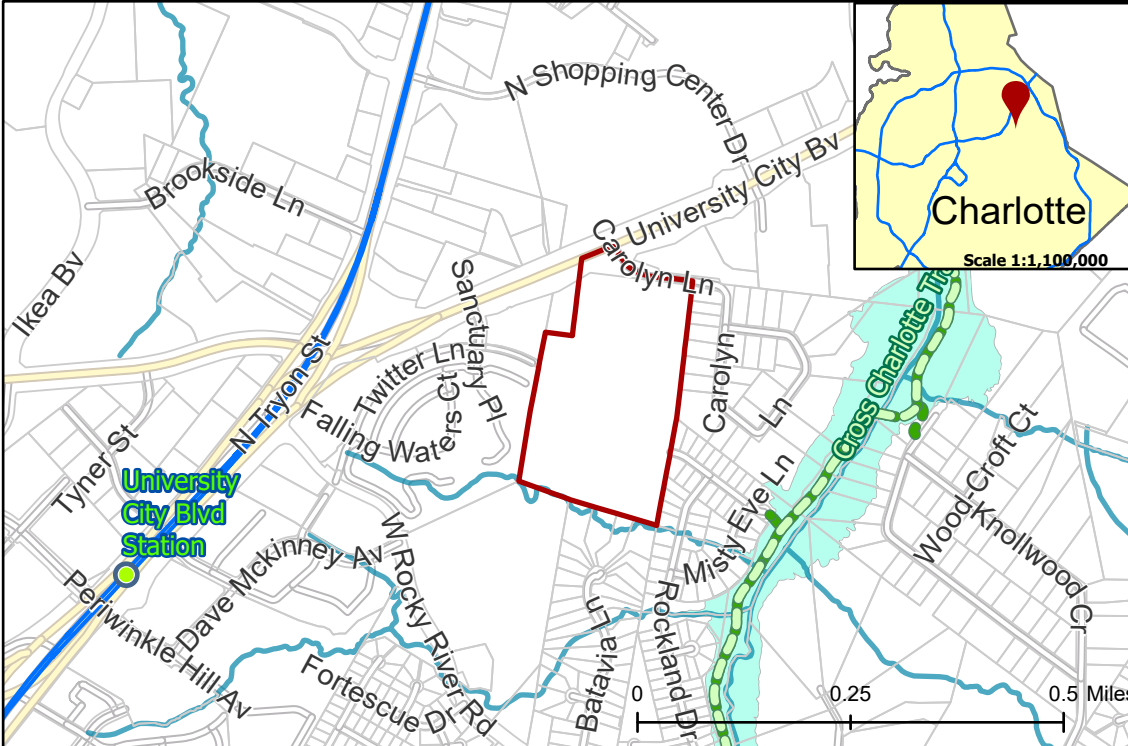 N Shopping Center Dr
University City Bv
Brookside Ln
Ikea Bv
Carolyn Ln
Sanctuary Pl
Charlotte
Scale 1:1,100,000
Twitter Ln
Falling Waters Ct
N Tryon St
Carolyn Ln
Cross Charlotte Tra
Tyner St
University
City Blvd
Station
Wood-Croft Ct
Knollwood Cr
Misty Eve Ln
W Rocky River Rd
Dave Mckinney Av
Periwinkle Hill Av
Fortescue Dr
Batavia Ln
Rockland Dr
0 0.25 0.5 Miles